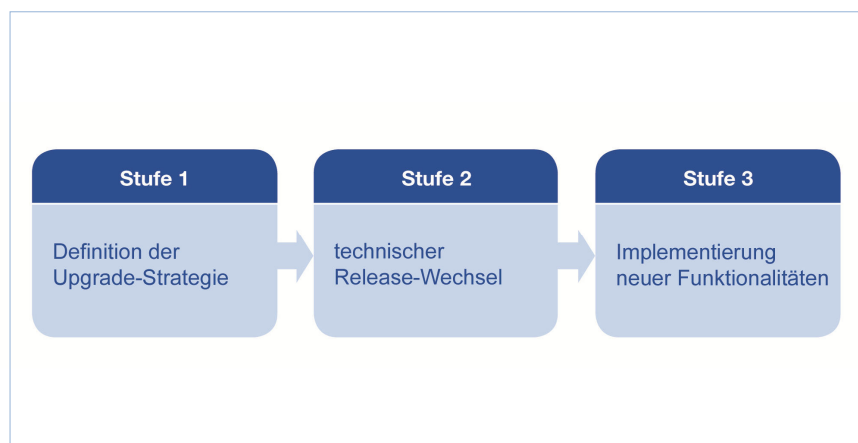 Stufe 1
Definition der
Upgrade-Strategie
Stufe 2
technischer
Release-Wechsel
Stufe 3
Implementierung
neuer Funktionalitäten